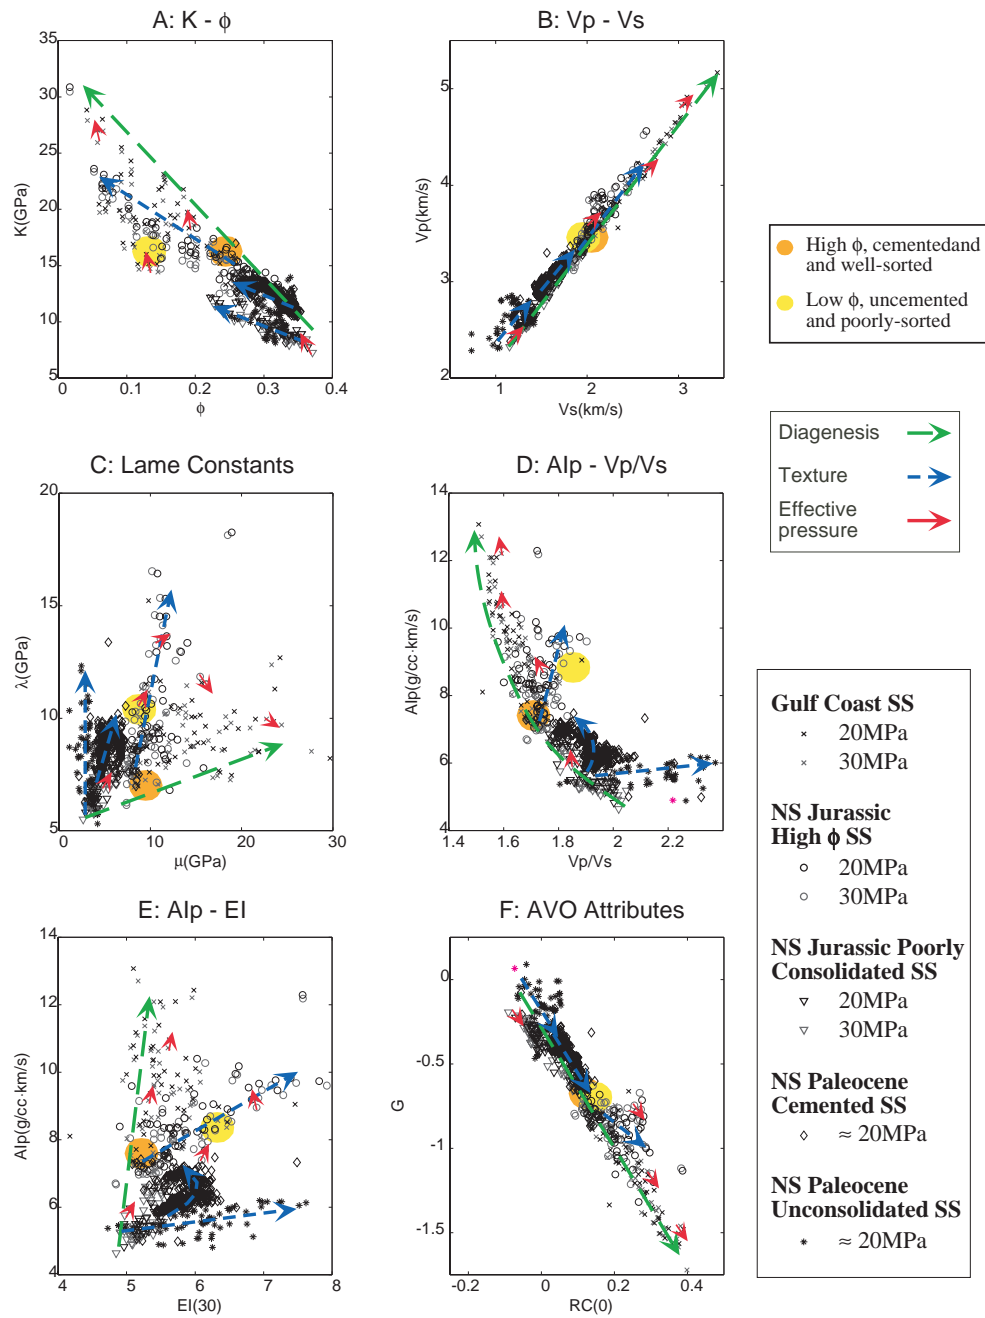 A: K - ϕ
35
30
25
20
15
10
5
K(GPa)
0
0.1
0.2
0.3
0.4
ϕ
B: Vp - Vs
5
4
3
2
Vp(km/s)
1
2
3
Vs(km/s)
High ϕ, cementedand
and well-sorted
Low ϕ, uncemented
and poorly-sorted
Diagenesis
Texture
Effective
pressure
C: Lame Constants
20
15
10
5
λ(GPa)
0
10
20
30
μ(GPa)
D: AIp - Vp/Vs
14
12
10
8
6
4
AIp(g/cc·km/s)
1.4
1.6
1.8
2
2.2
Vp/Vs
E: AIp - EI
14
12
10
8
6
4
AIp(g/cc·km/s)
4
5
6
7
8
EI(30)
F: AVO Attributes
0
-0.5
-1
-1.5
G
-0.2
0
0.2
0.4
RC(0)
Gulf Coast SS
× 20MPa
× 30MPa
NS Jurassic
High ϕ SS
○ 20MPa
○ 30MPa
NS Jurassic Poorly
Consolidated SS
▽ 20MPa
▽ 30MPa
NS Paleocene
Cemented SS
◇ ≈ 20MPa
NS Paleocene
Unconsolidated SS
* ≈ 20MPa